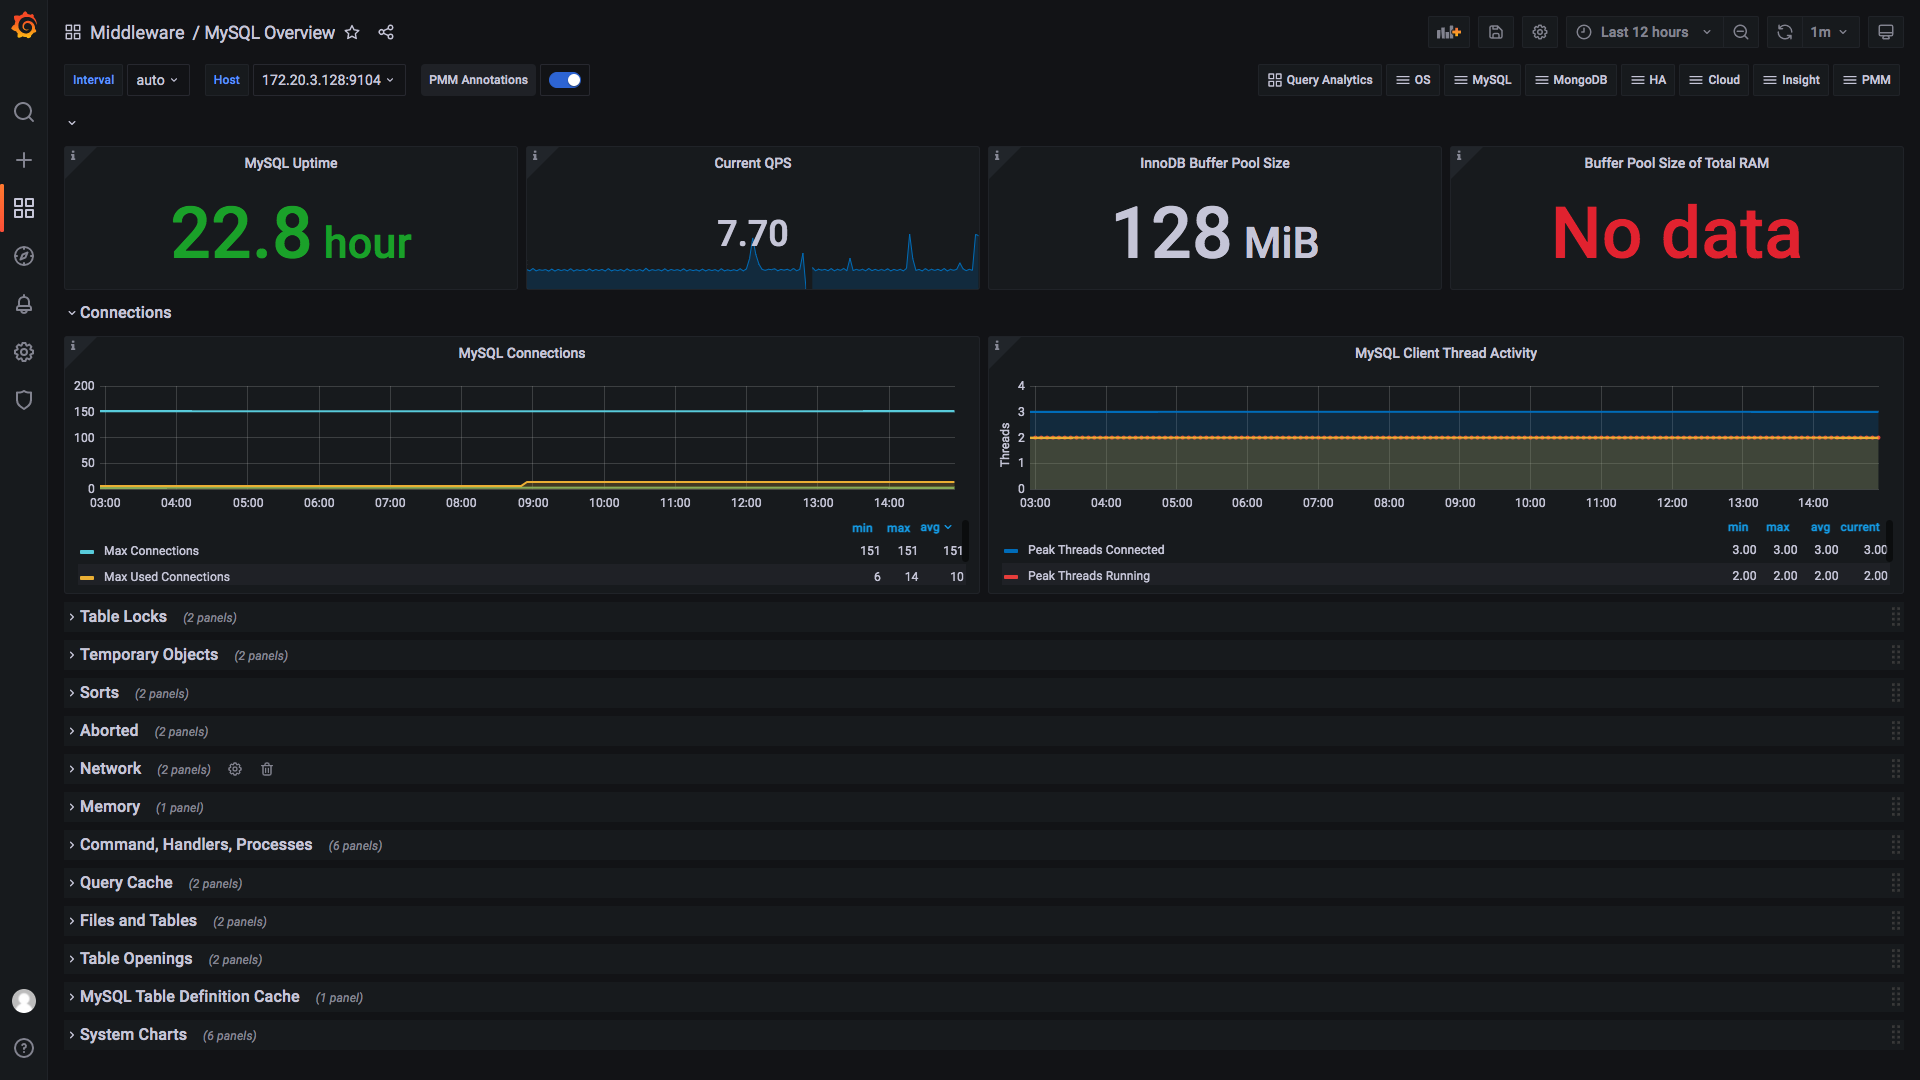 Middleware / MySQL Overview
Last 12 hours
1m
Interval auto Host 172.20.3.128:9104 PMM Annotations
Query Analytics OS MySQL MongoDB HA Cloud Insight PMM
MySQL Uptime
22.8 hour
Current QPS
7.70
InnoDB Buffer Pool Size
128 MiB
Buffer Pool Size of Total RAM
No data
Connections
MySQL Connections
200
150
100
50
0
03:00 04:00 05:00 06:00 07:00 08:00 09:00 10:00 11:00 12:00 13:00 14:00
min max avg
Max Connections 151 151 151
Max Used Connections 6 14 10
MySQL Client Thread Activity
Threads
4
3
2
1
0
03:00 04:00 05:00 06:00 07:00 08:00 09:00 10:00 11:00 12:00 13:00 14:00
min max avg current
Peak Threads Connected 3.00 3.00 3.00 3.00
Peak Threads Running 2.00 2.00 2.00 2.00
Table Locks (2 panels)
Temporary Objects (2 panels)
Sorts (2 panels)
Aborted (2 panels)
Network (2 panels)
Memory (1 panel)
Command, Handlers, Processes (6 panels)
Query Cache (2 panels)
Files and Tables (2 panels)
Table Openings (2 panels)
MySQL Table Definition Cache (1 panel)
System Charts (6 panels)